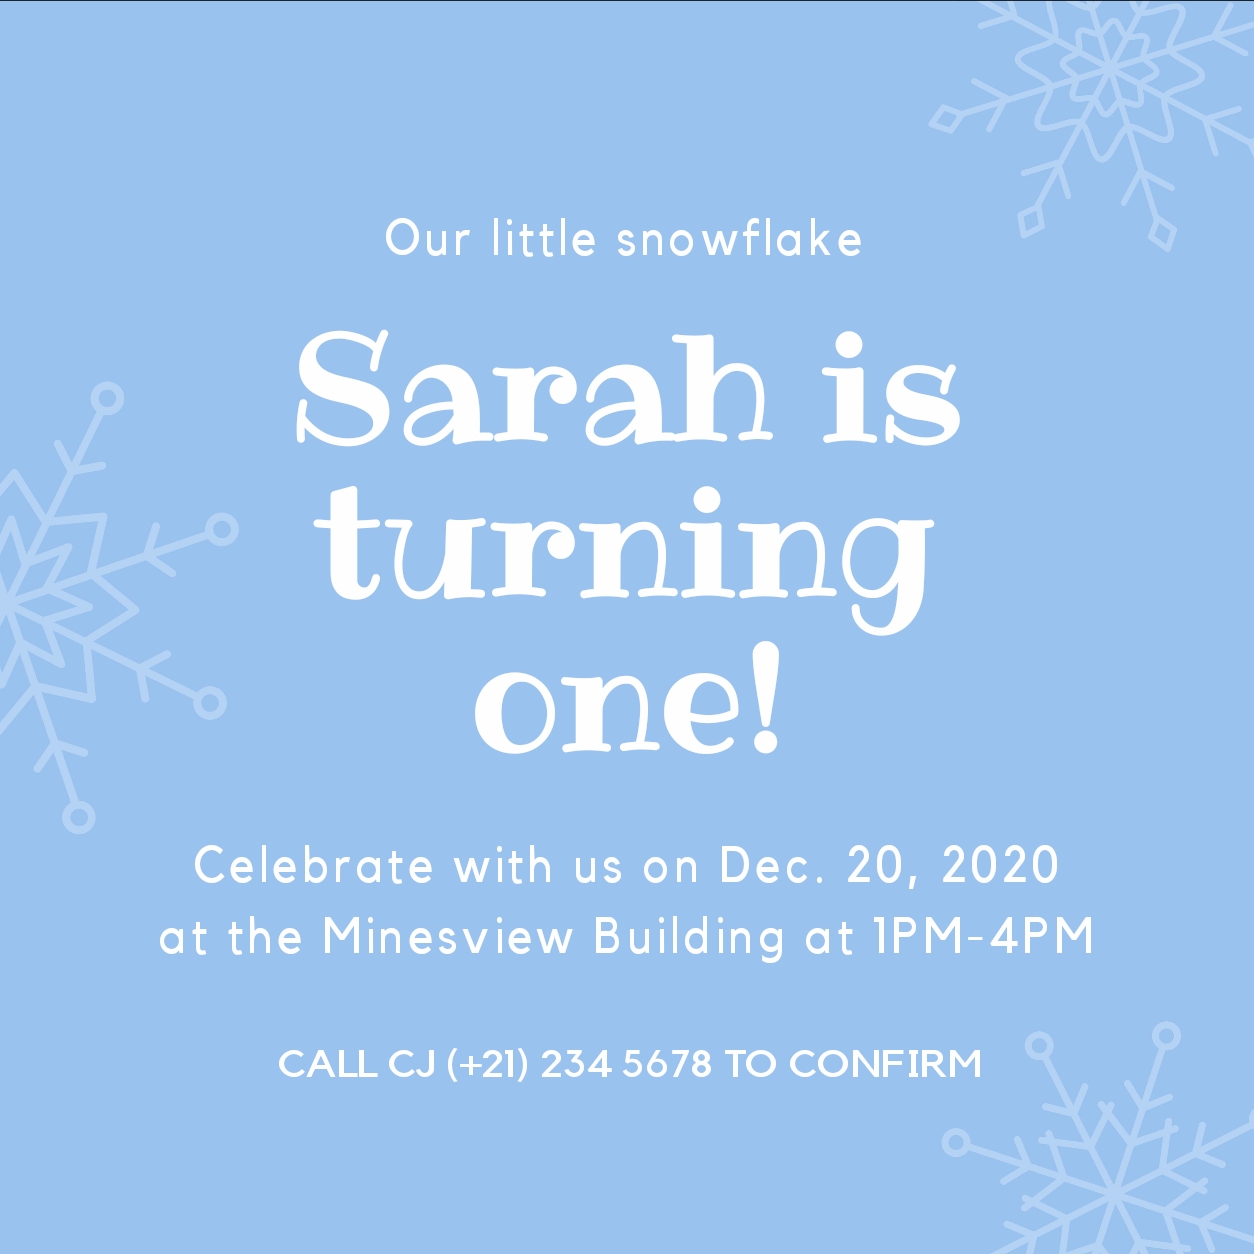 Our little snowflake
Sarah is
turning
one!
Celebrate with us on Dec. 20, 2020
at the Minesview Building at 1PM-4PM
CALL CJ (+21) 234 5678 TO CONFIRM